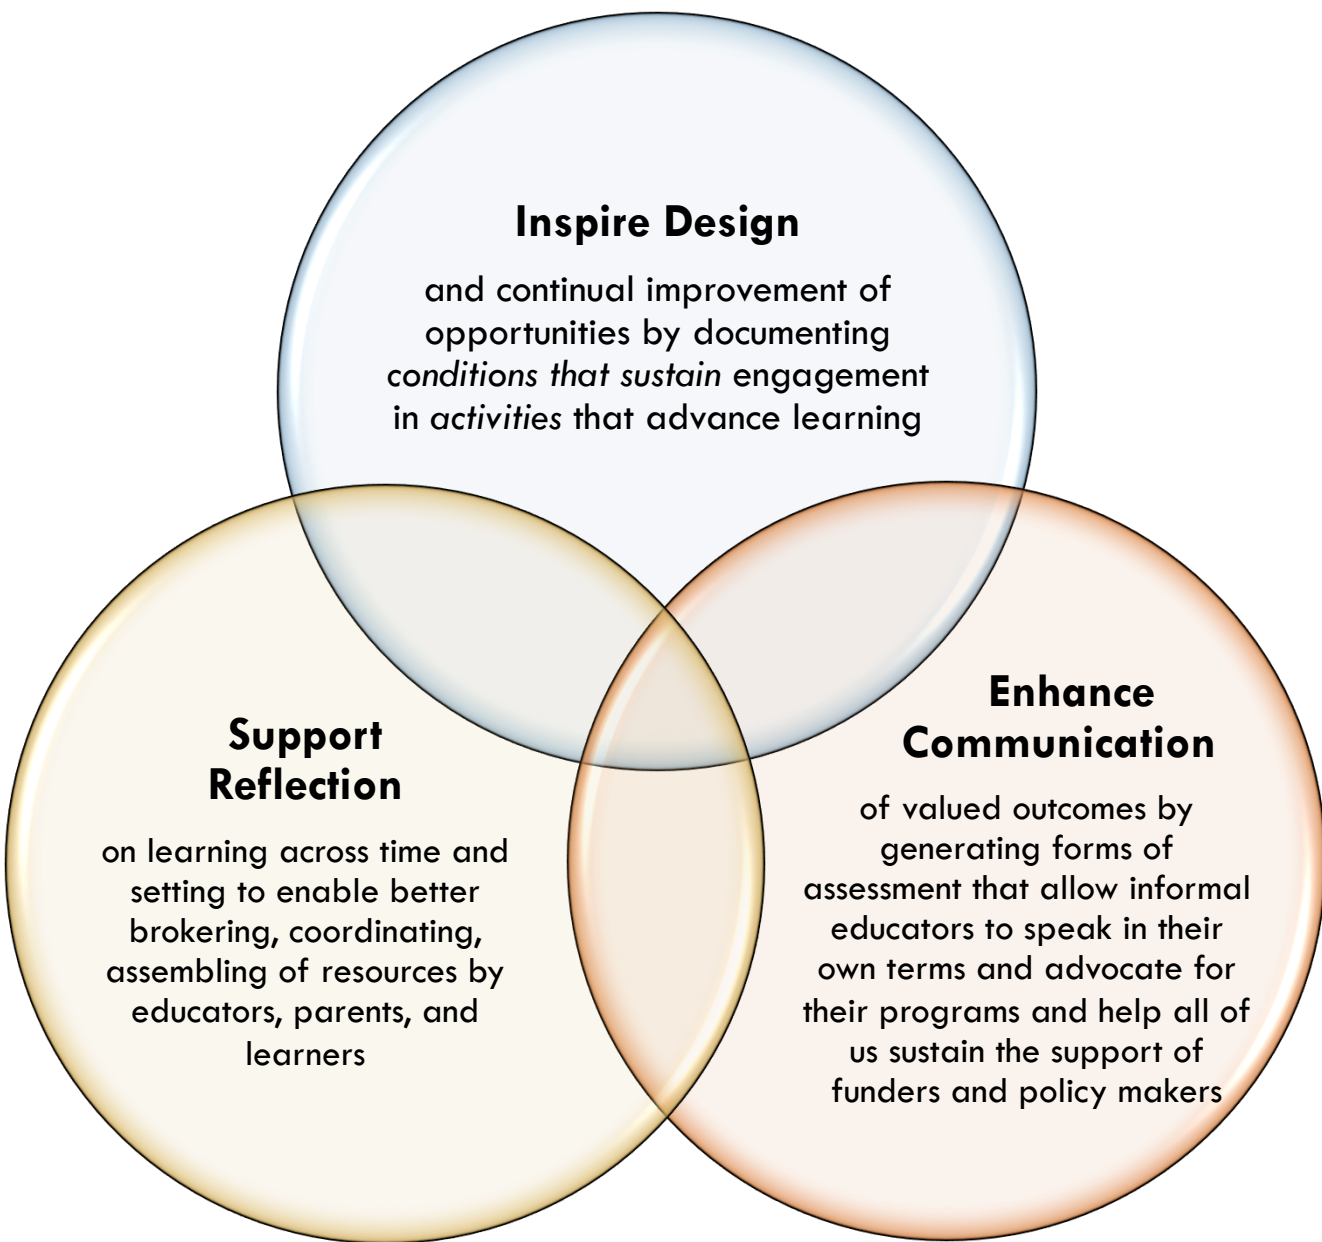 Inspire Design
and continual improvement of
opportunities by documenting
conditions that sustain engagement
in activities that advance learning
Support
Reflection
on learning across time and
setting to enable better
brokering, coordinating,
assembling of resources by
educators, parents, and
learners
Enhance
Communication
of valued outcomes by
generating forms of
assessment that allow informal
educators to speak in their
own terms and advocate for
their programs and help all of
us sustain the support of
funders and policy makers